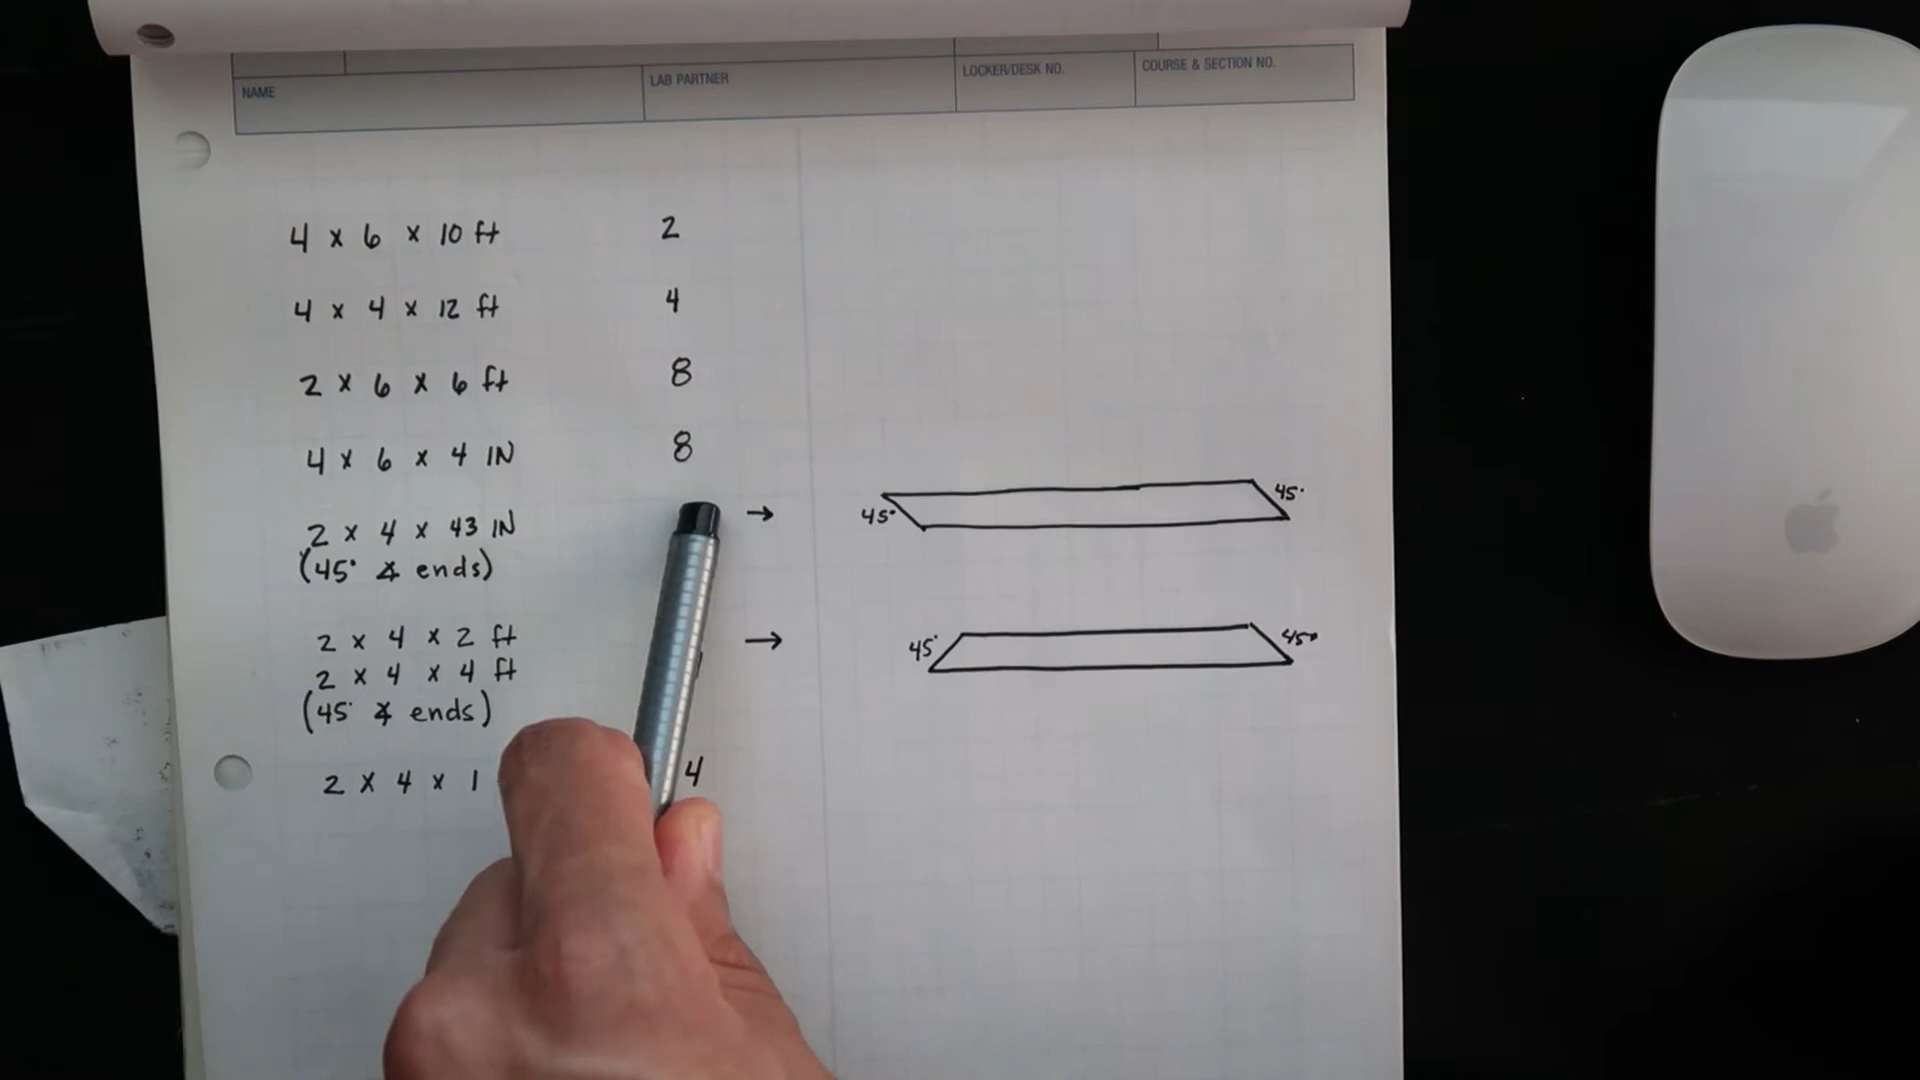 NAME
LAB PARTNER
LOCKER/DESK NO.
COURSE & SECTION NO.
4 x 6 x 10 ft 2
4 x 4 x 12 ft 4
2 x 6 x 6 ft 8
4 x 6 x 4 IN 8
2 x 4 x 43 IN →
(45° ∡ ends)
45° 45°
2 x 4 x 2 ft →
2 x 4 x 4 ft
(45° ∡ ends)
45° 45°
2 x 4 x 1 4